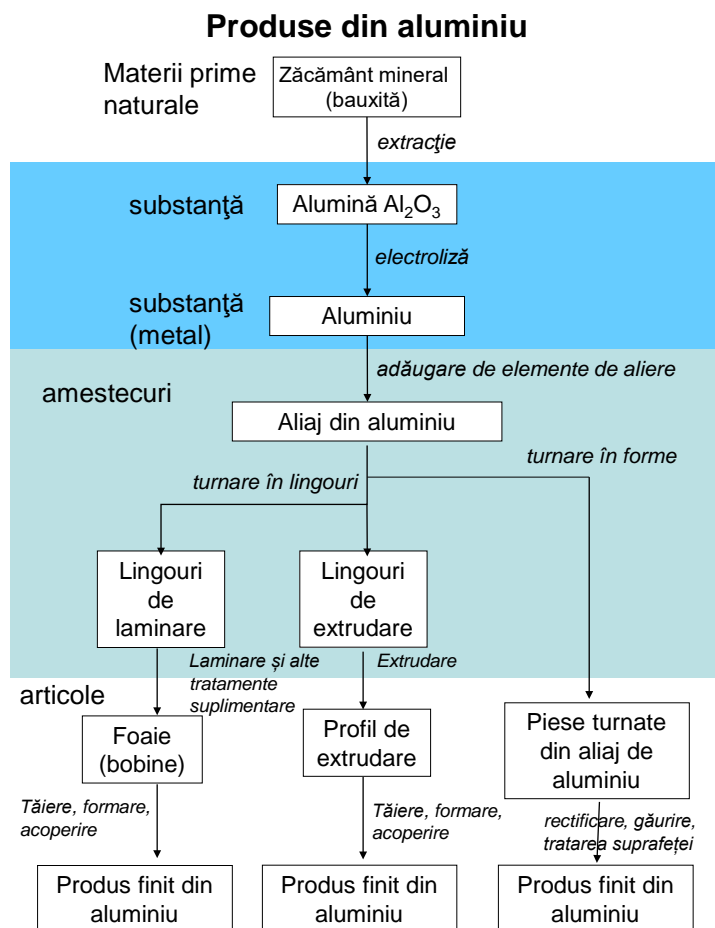 Produse din aluminiu
Materii prime
naturale
Zăcământ mineral
(bauxită)
extracţie
substanţă
Alumină Al₂O₃
electroliză
substanţă
(metal)
Aluminiu
adăugare de elemente de aliere
amestecuri
Aliaj din aluminiu
turnare în forme
turnare în lingouri
Lingouri
de
laminare
Lingouri
de
extrudare
Laminare și alte
tratamente
suplimentare
Extrudare
articole
Foaie
(bobine)
Profil de
extrudare
Piese turnate
din aliaj de
aluminiu
Tăiere, formare,
acoperire
Tăiere, formare,
acoperire
rectificare, găurire,
tratarea suprafeței
Produs finit din
aluminiu
Produs finit din
aluminiu
Produs finit din
aluminiu